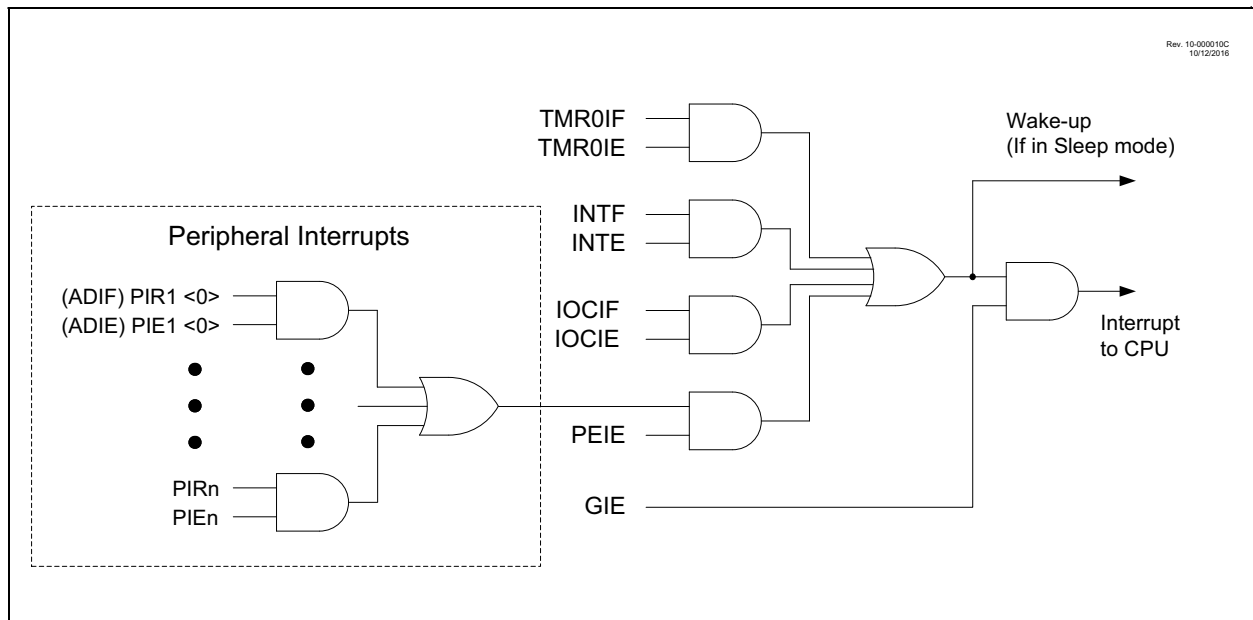 Rev. 10-000010C
10/12/2016
TMR0IF
TMR0IE
Wake-up
(If in Sleep mode)
INTF
INTE
Peripheral Interrupts
(ADIF) PIR1 <0>
(ADIE) PIE1 <0>
IOCIF
IOCIE
Interrupt
to CPU
PEIE
PIRn
PIEn
GIE